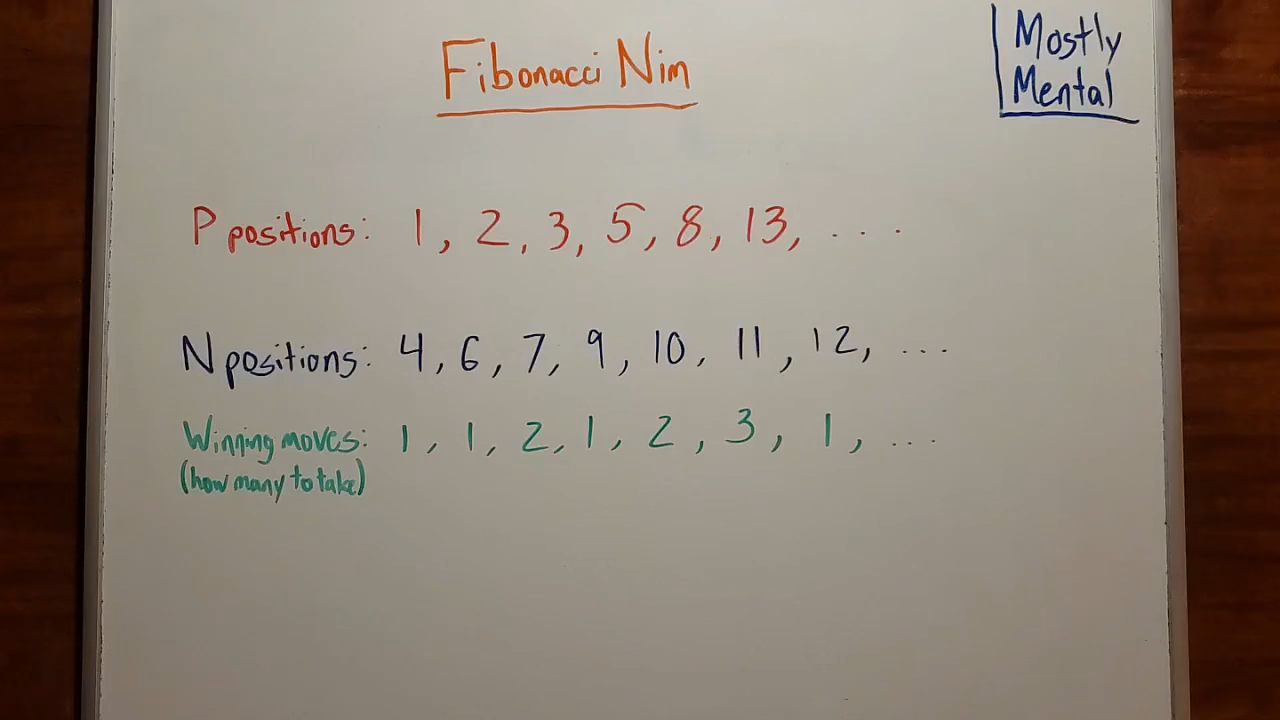 Fibonacci Nim
Mostly
Mental
P positions: 1, 2, 3, 5, 8, 13, . . .
N positions: 4, 6, 7, 9, 10, 11, 12, ...
Winning moves: 1, 1, 2, 1, 2, 3, 1, ...
(how many to take)